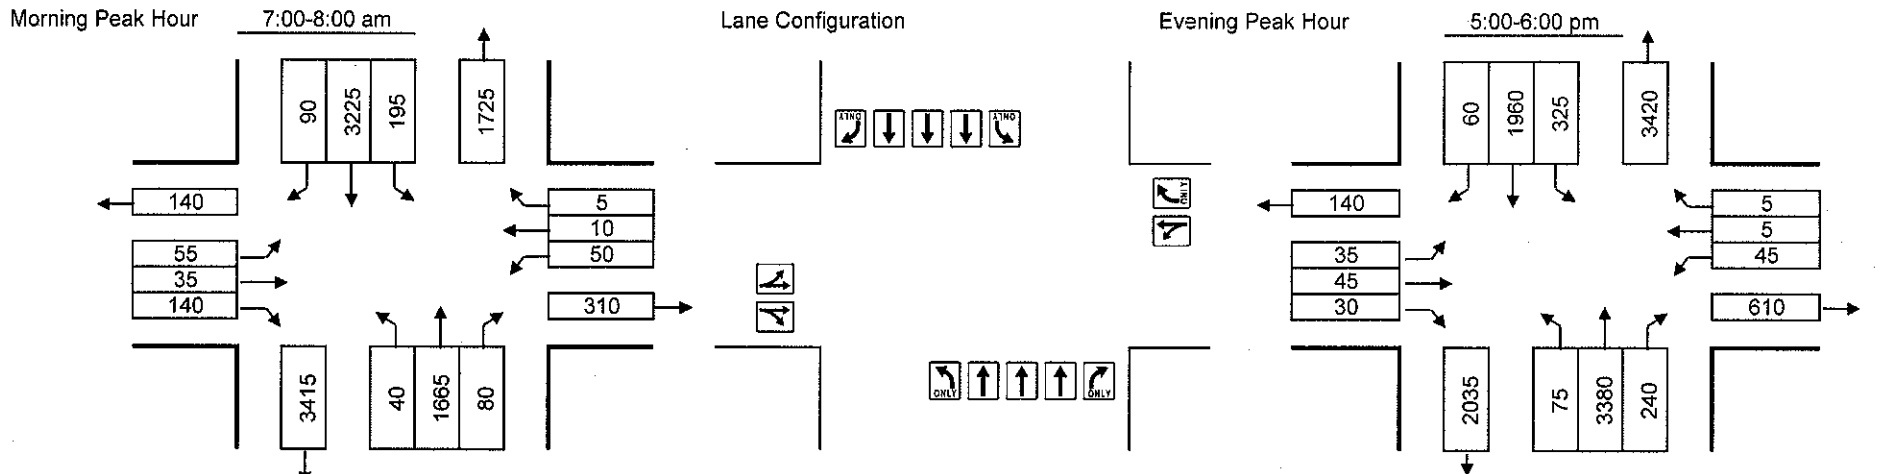 Morning Peak Hour 7:00-8:00 am
90 3225 195 1725
140
55
35
140
5
10
50
310
3415 40 1665 80
Lane Configuration
ONLY ONLY
ONLY
ONLY ONLY
Evening Peak Hour 5:00-6:00 pm
60 1960 325 3420
140
35
45
30
5
5
45
610
2035 75 3380 240